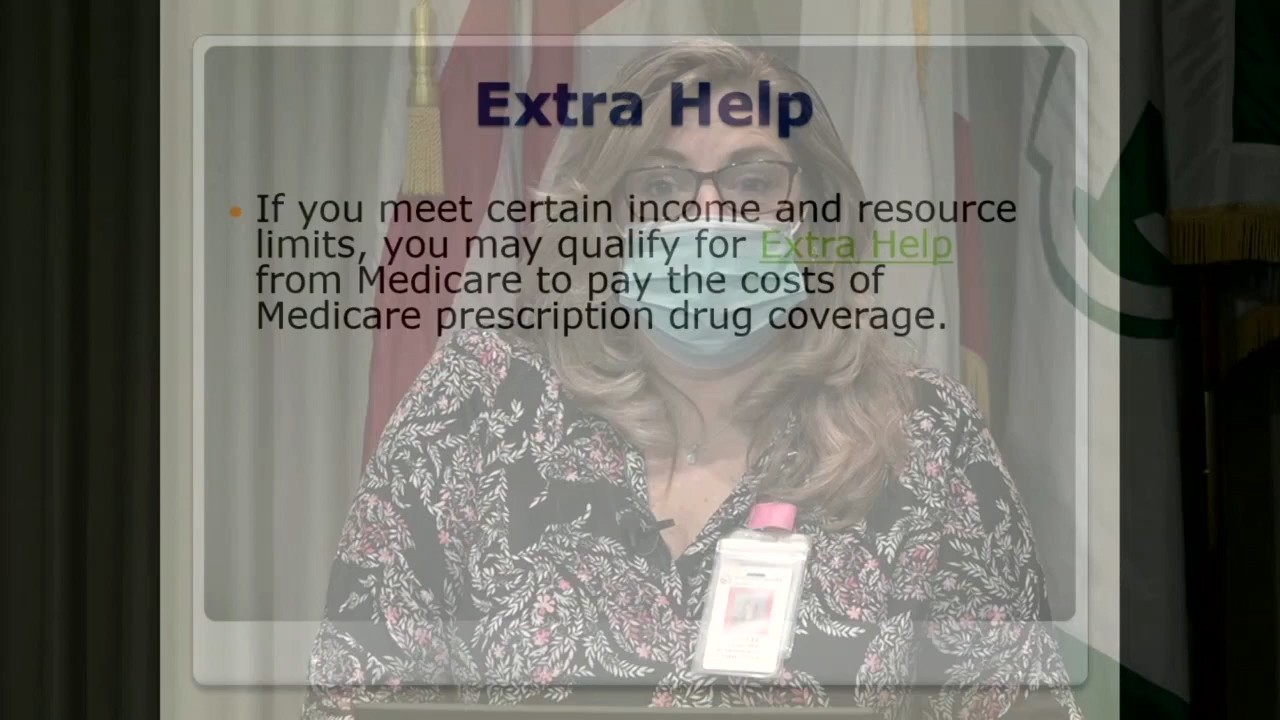 Extra Help
• If you meet certain income and resource
limits, you may qualify for Extra Help
from Medicare to pay the costs of
Medicare prescription drug coverage.